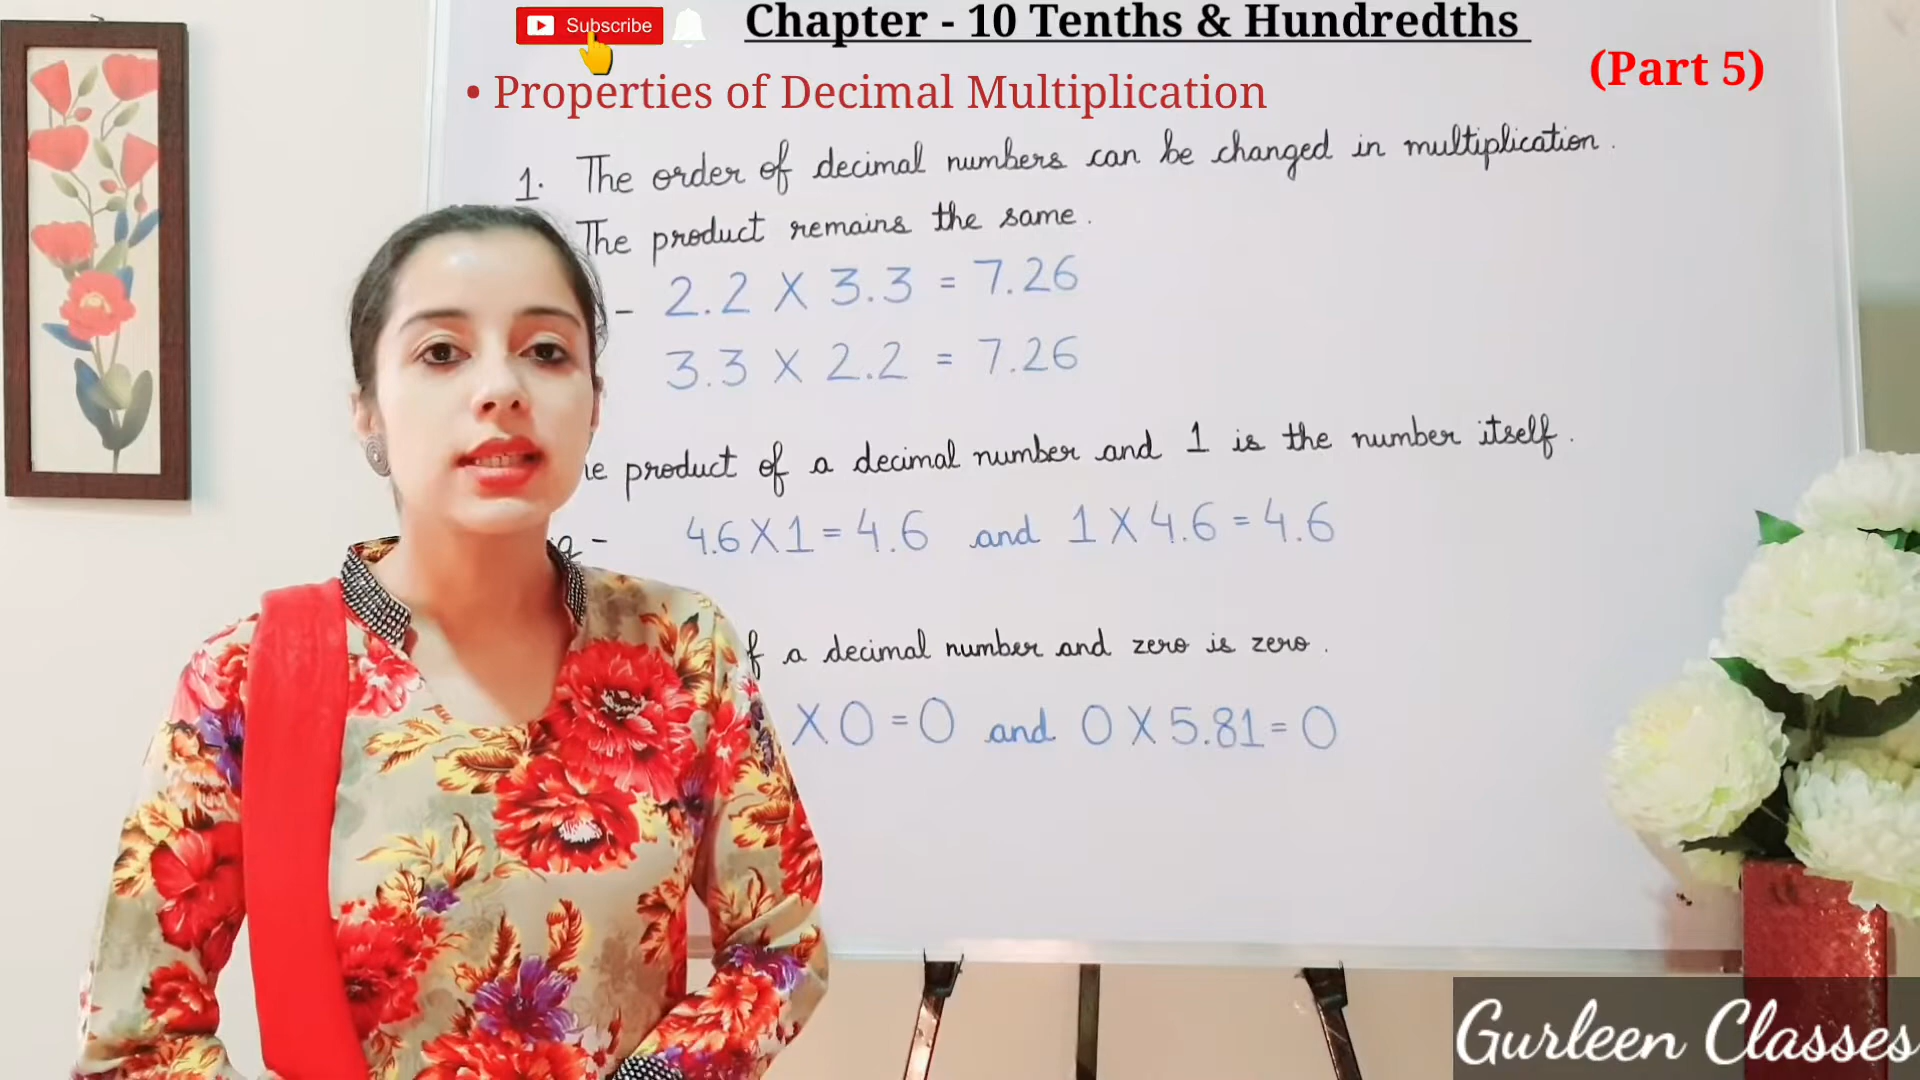 Subscribe
Chapter - 10 Tenths & Hundredths
(Part 5)
• Properties of Decimal Multiplication
1. The order of decimal numbers can be changed in multiplication.
The product remains the same.
- 2.2 X 3.3 = 7.26
3.3 X 2.2 = 7.26
product of a decimal number and 1 is the number itself.
- 4.6 X 1 = 4.6 and 1 X 4.6 = 4.6
a decimal number and zero is zero.
X 0 = 0 and 0 X 5.81 = 0
Gurleen Classes